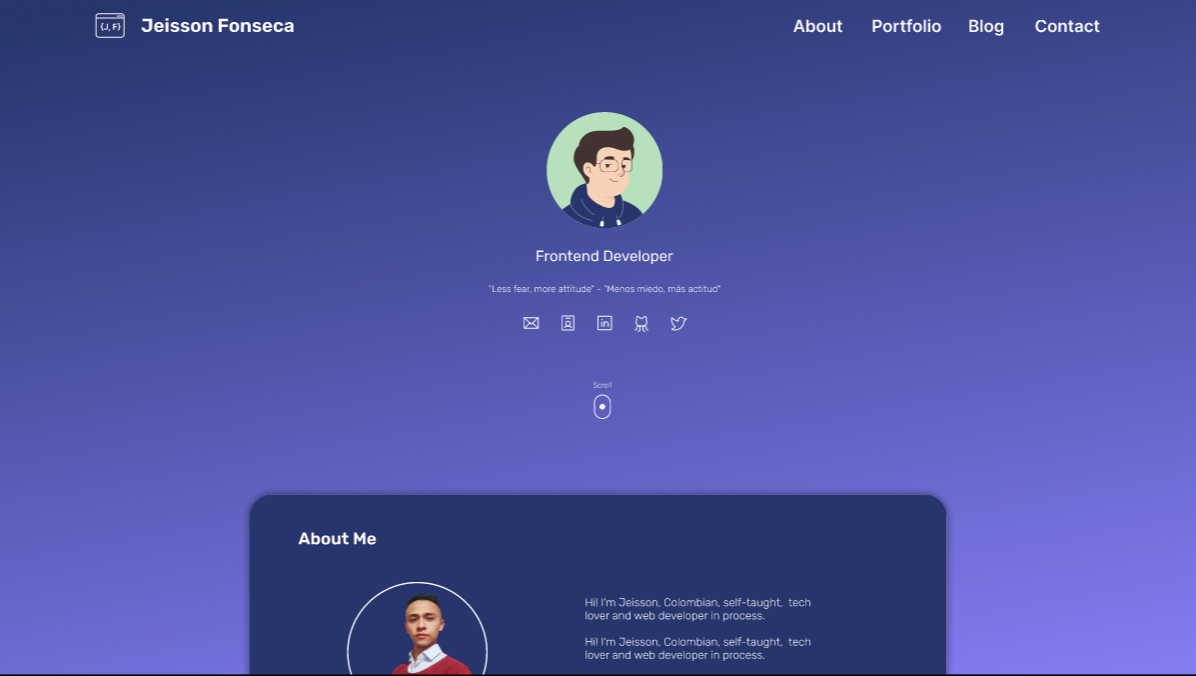 {J, F} Jeisson Fonseca About Portfolio Blog Contact
Frontend Developer
"Less fear, more attitude" - "Menos miedo, más actitud"
in
Scroll
About Me
Hi! I'm Jeisson, Colombian, self-taught, tech
lover and web developer in process.
Hi! I'm Jeisson, Colombian, self-taught, tech
lover and web developer in process.